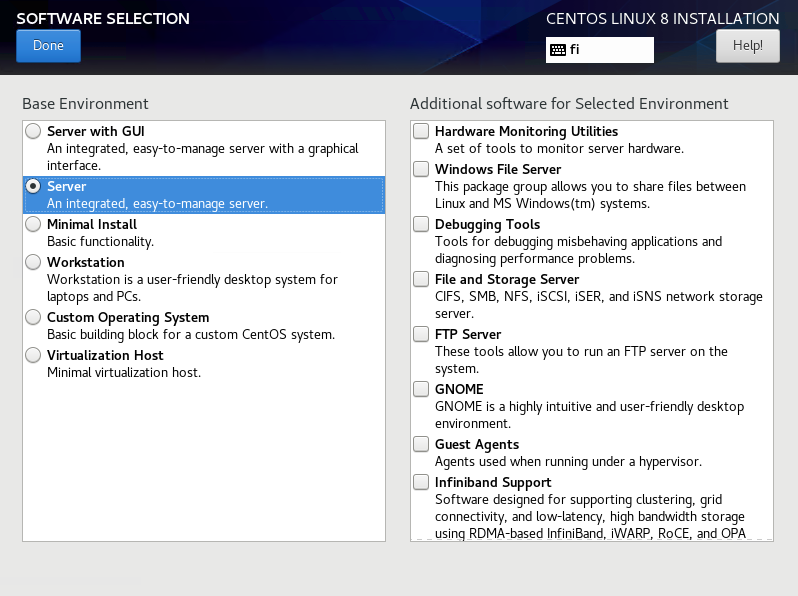 SOFTWARE SELECTION
CENTOS LINUX 8 INSTALLATION
Done
fi
Help!
Base Environment
Server with GUI
An integrated, easy-to-manage server with a graphical
interface.
Server
An integrated, easy-to-manage server.
Minimal Install
Basic functionality.
Workstation
Workstation is a user-friendly desktop system for
laptops and PCs.
Custom Operating System
Basic building block for a custom CentOS system.
Virtualization Host
Minimal virtualization host.
Additional software for Selected Environment
Hardware Monitoring Utilities
A set of tools to monitor server hardware.
Windows File Server
This package group allows you to share files between
Linux and MS Windows(tm) systems.
Debugging Tools
Tools for debugging misbehaving applications and
diagnosing performance problems.
File and Storage Server
CIFS, SMB, NFS, iSCSI, iSER, and iSNS network storage
server.
FTP Server
These tools allow you to run an FTP server on the
system.
GNOME
GNOME is a highly intuitive and user-friendly desktop
environment.
Guest Agents
Agents used when running under a hypervisor.
Infiniband Support
Software designed for supporting clustering, grid
connectivity, and low-latency, high bandwidth storage
using RDMA-based InfiniBand, iWARP, RoCE, and OPA